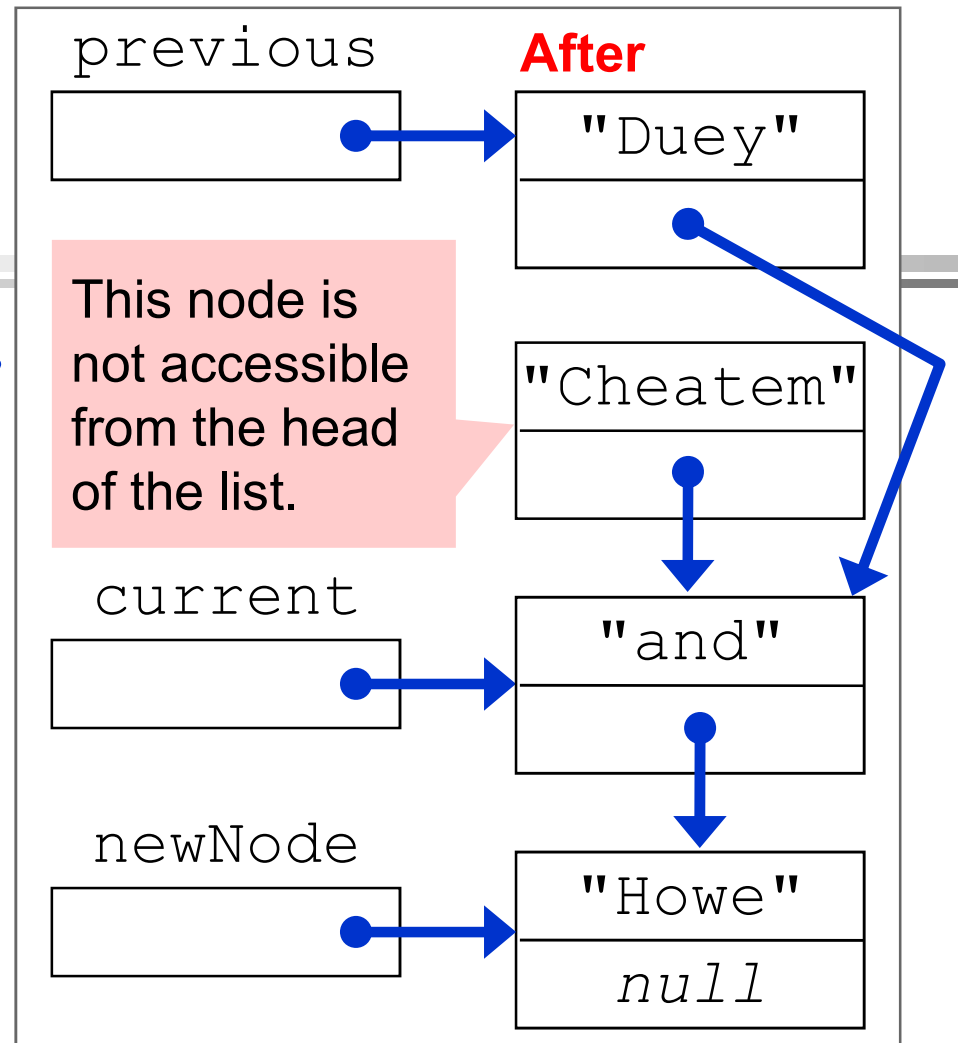 previous
After
"Duey"
This node is
not accessible
from the head
of the list.
"Cheatem"
current
"and"
newNode
"Howe"
null